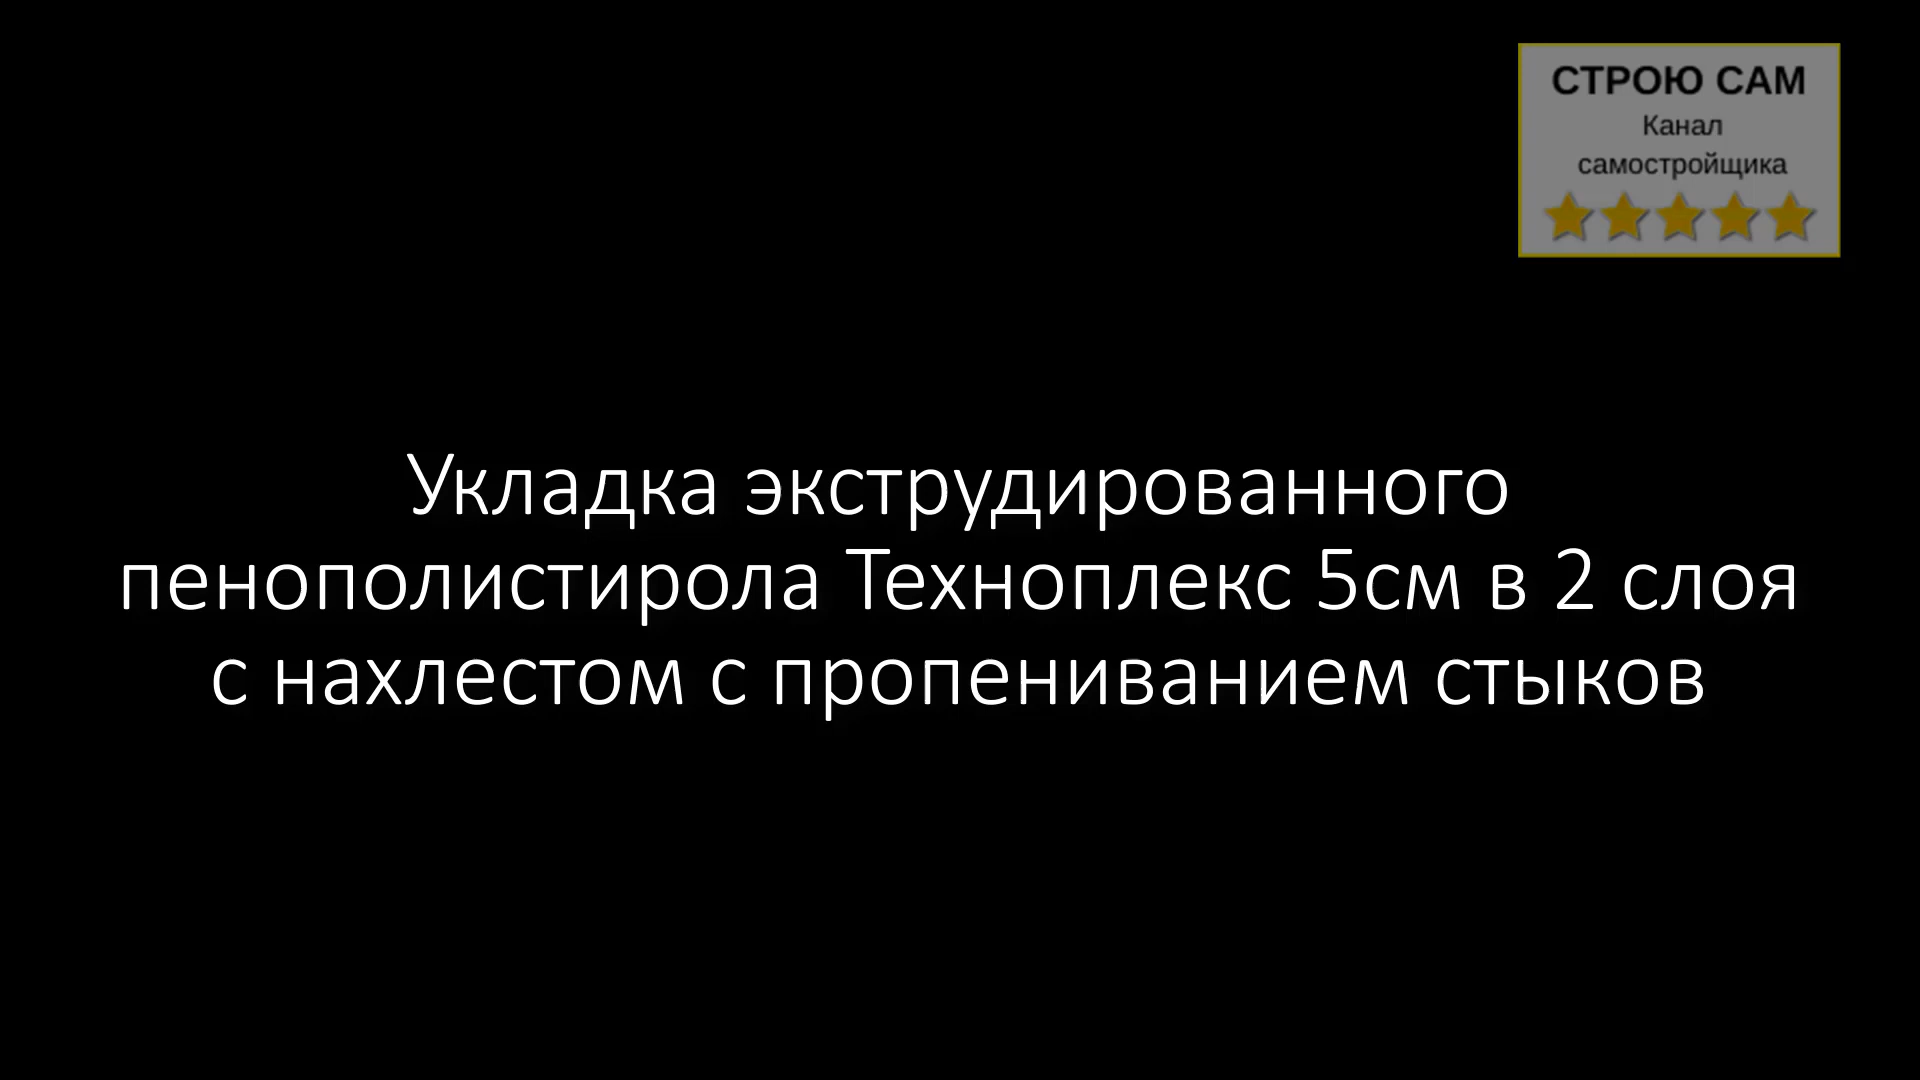 СТРОЮ САМ
Канал
самостройщика
Укладка экструдированного
пенополистирола Техноплекс 5см в 2 слоя
с нахлестом с пропениванием стыков